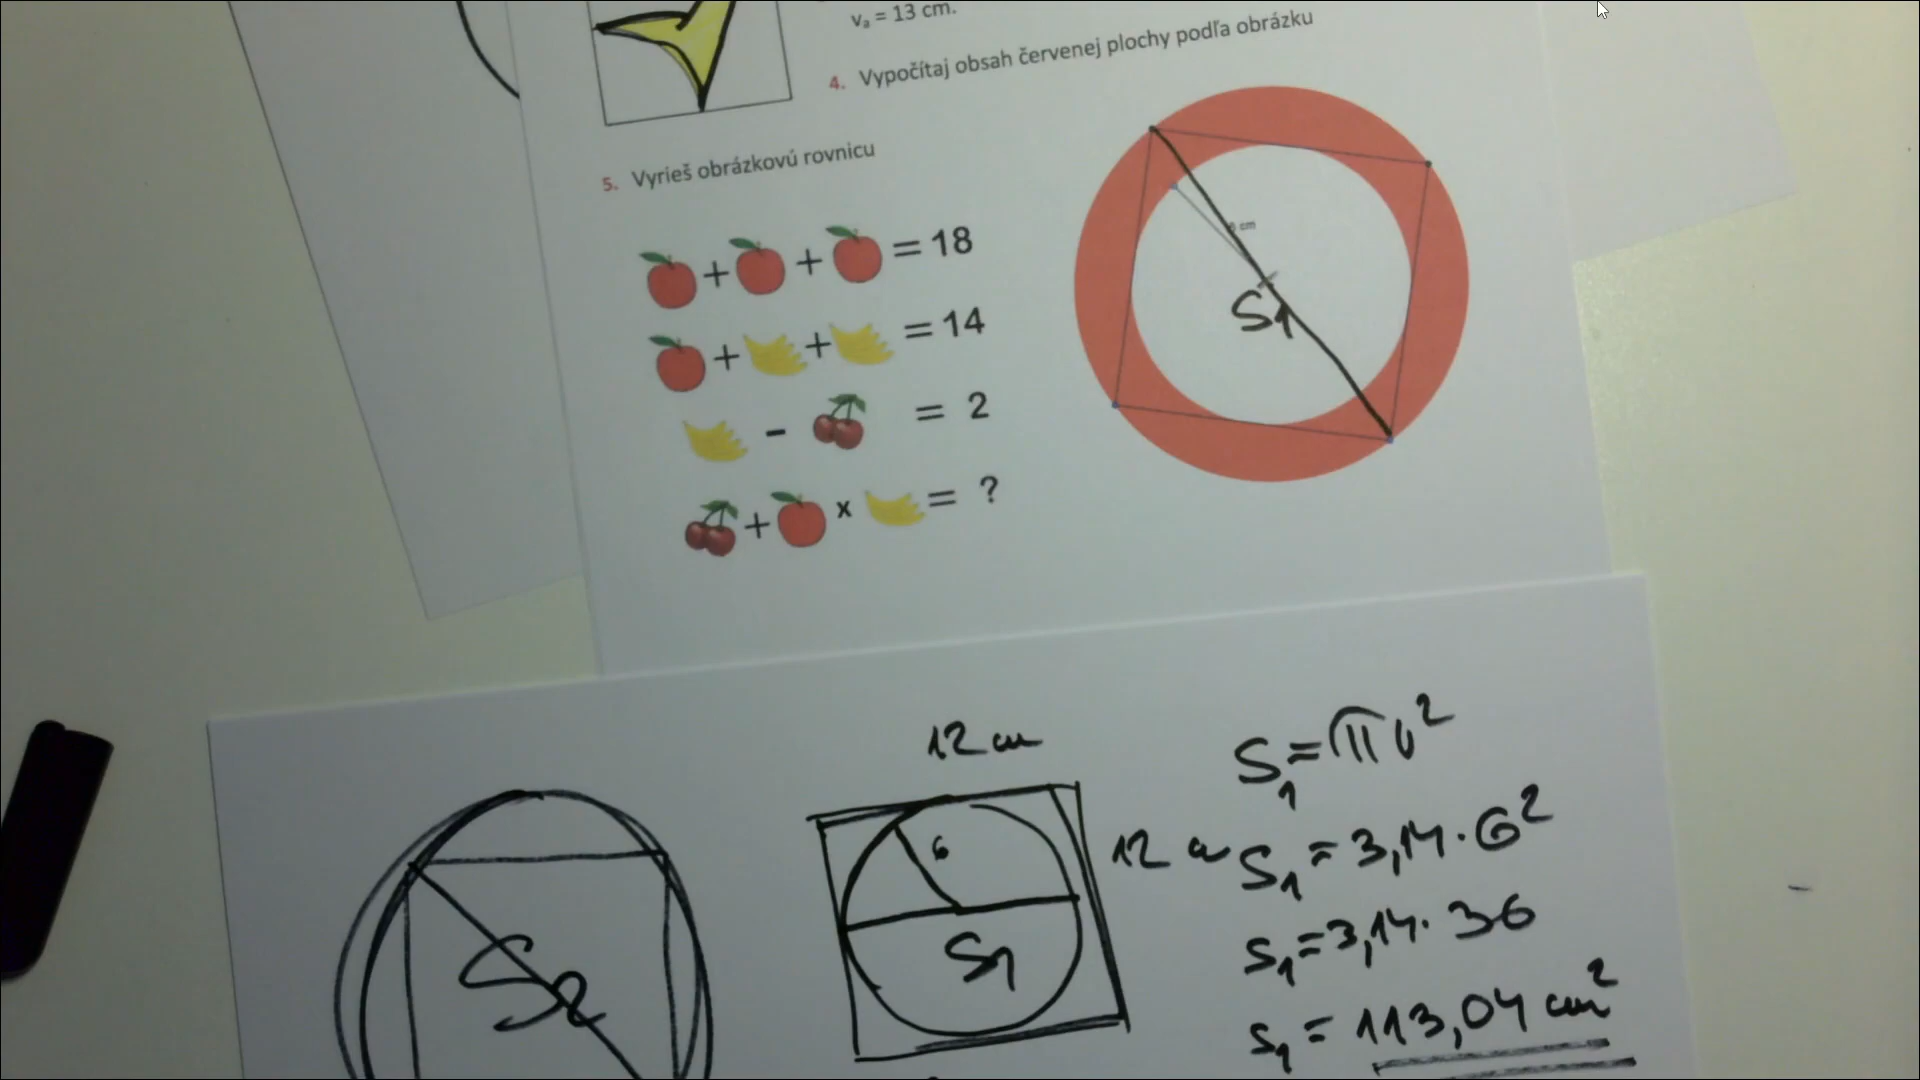 vₐ = 13 cm.
4. Vypočítaj obsah červenej plochy podľa obrázku
5. Vyrieš obrázkovú rovnicu
+ + = 18
+ + = 14
- = 2
+ x = ?
cm
S1
12 cm
12 cm
6
S1
S2
S1 = π r²
S1 = 3,14 · 6²
S1 = 3,14 · 36
S1 = 113,04 cm²